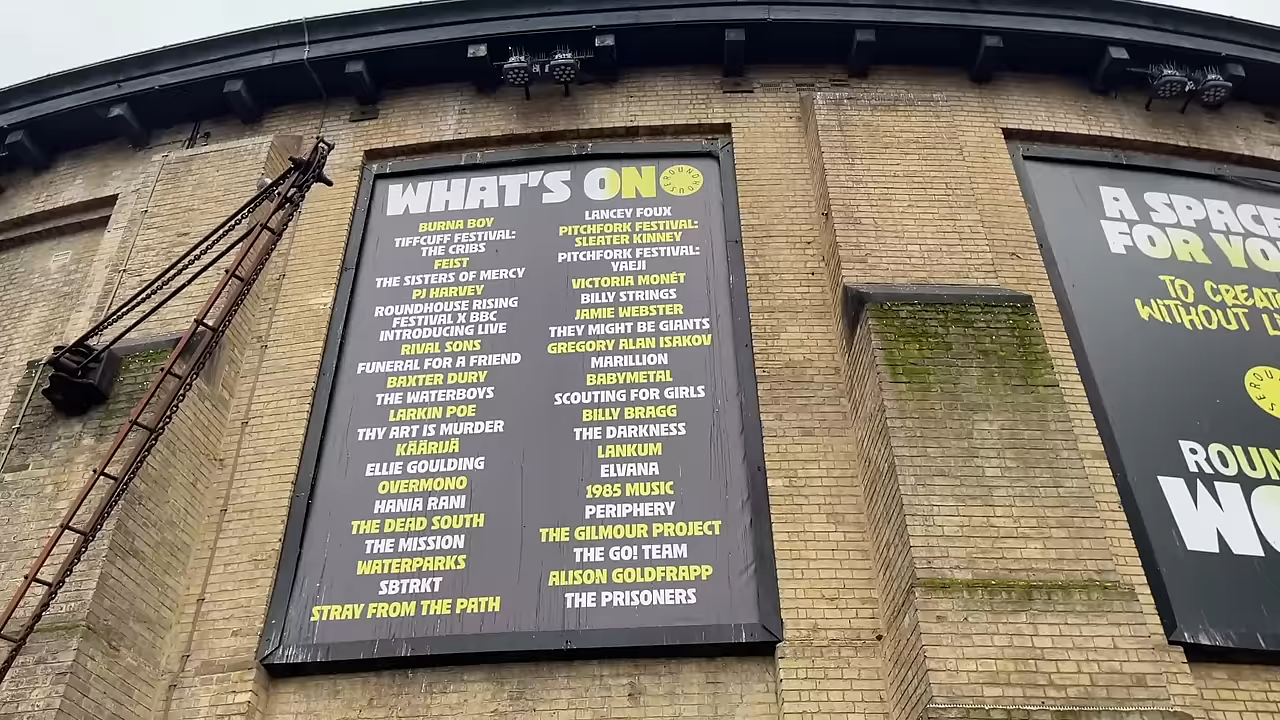 WHAT'S ON
ROUNDHOUSE
BURNA BOY
TIFFCUFF FESTIVAL:
THE CRIBS
FEIST
THE SISTERS OF MERCY
PJ HARVEY
ROUNDHOUSE RISING
FESTIVAL X BBC
INTRODUCING LIVE
RIVAL SONS
FUNERAL FOR A FRIEND
BAXTER DURY
THE WATERBOYS
LARKIN POE
THY ART IS MURDER
KÄÄRIJÄ
ELLIE GOULDING
OVERMONO
HANIA RANI
THE DEAD SOUTH
THE MISSION
WATERPARKS
SBTRKT
STRAY FROM THE PATH
LANCEY FOUX
PITCHFORK FESTIVAL:
SLEATER KINNEY
PITCHFORK FESTIVAL:
YAEJI
VICTORIA MONÉT
BILLY STRINGS
JAMIE WEBSTER
THEY MIGHT BE GIANTS
GREGORY ALAN ISAKOV
MARILLION
BABYMETAL
SCOUTING FOR GIRLS
BILLY BRAGG
THE DARKNESS
LANKUM
ELVANA
1985 MUSIC
PERIPHERY
THE GILMOUR PROJECT
THE GO! TEAM
ALISON GOLDFRAPP
THE PRISONERS
A SPACE
FOR YO
TO CREAT
WITHOUT LI
ROUN
WO